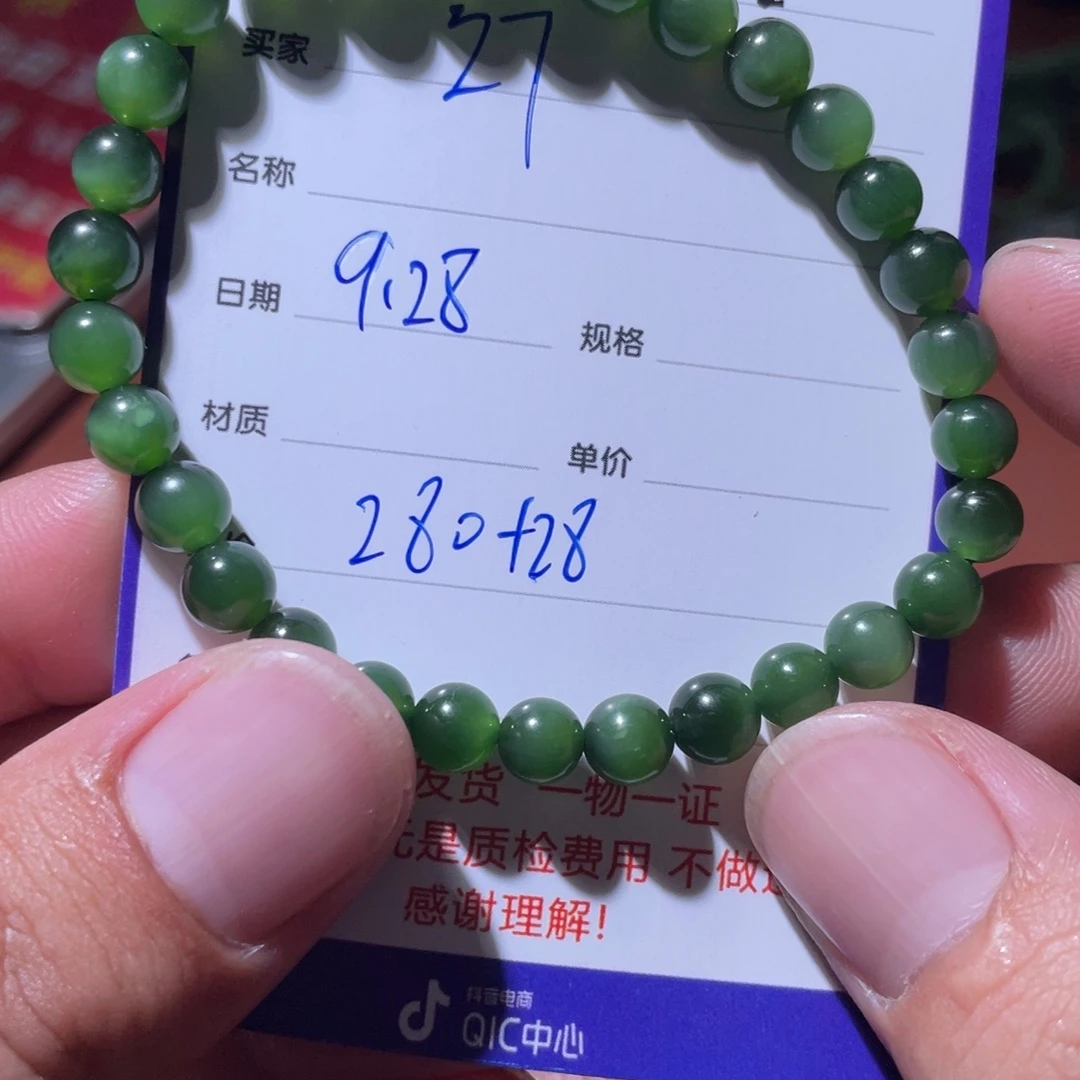 买家 27
名称
日期 9.28 规格
材质 单价
280+28
发货 一物一证
是质检费用 不做
感谢理解!
抖音电商
QIC中心